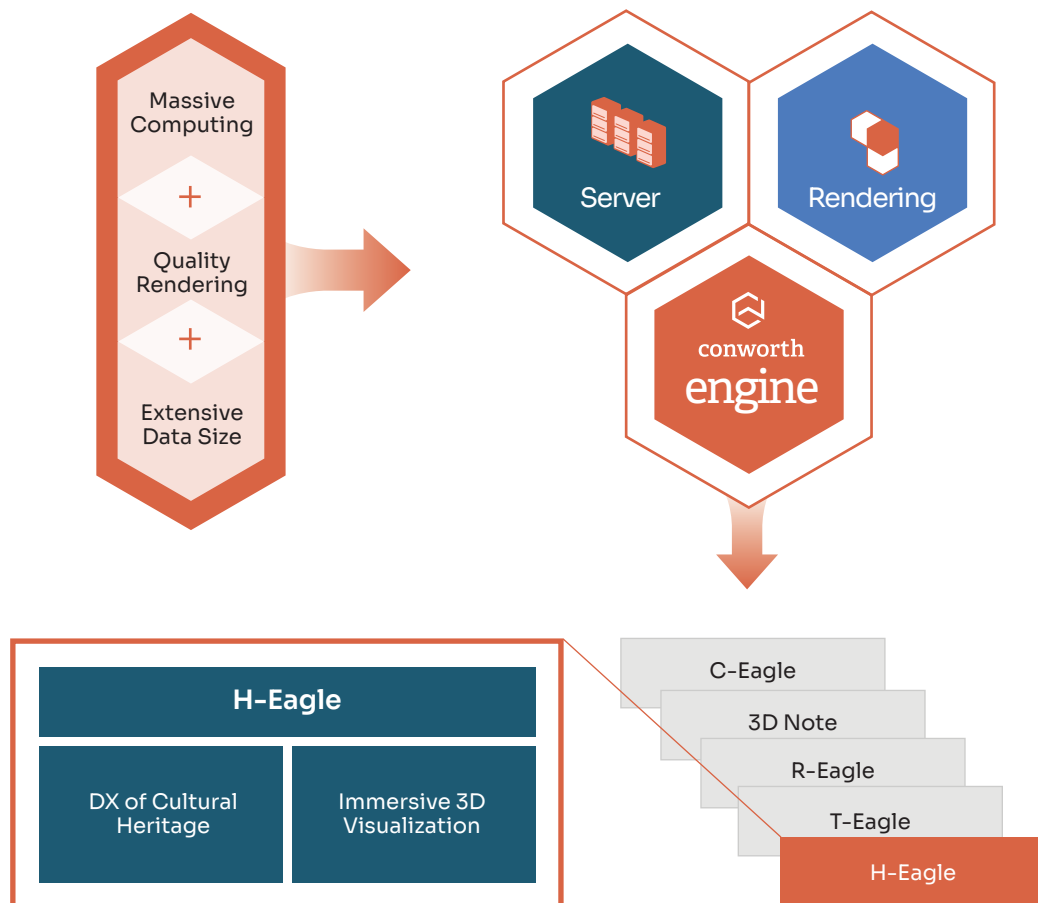 Massive
Computing
+
Quality
Rendering
+
Extensive
Data Size
Server
Rendering
conworth
engine
H-Eagle
DX of Cultural
Heritage
Immersive 3D
Visualization
C-Eagle
3D Note
R-Eagle
T-Eagle
H-Eagle